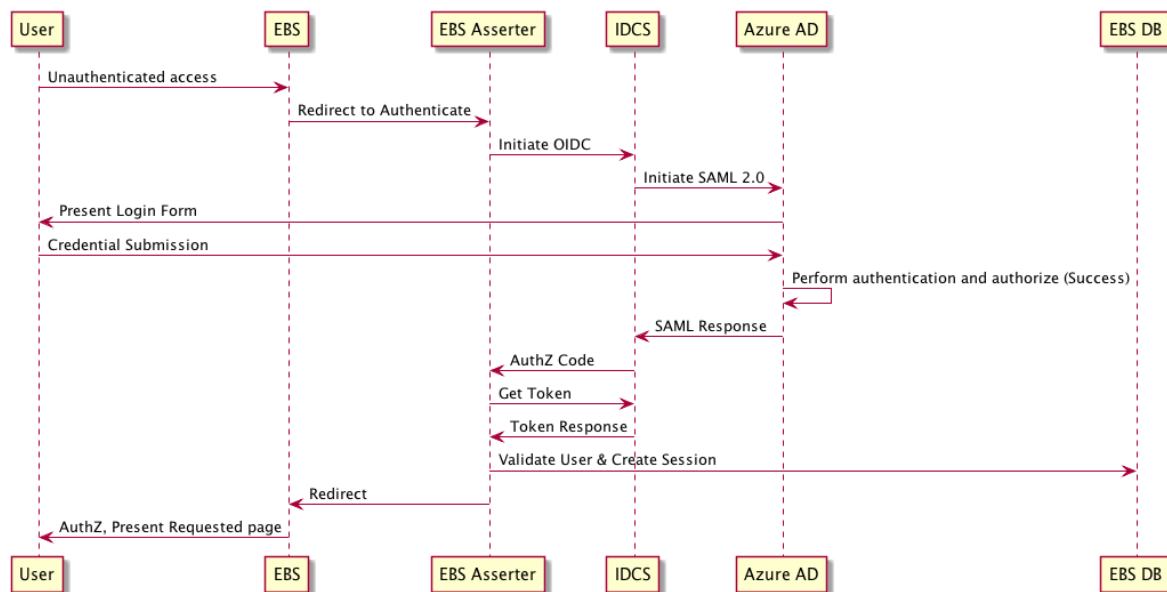 User EBS EBS Asserter IDCS Azure AD EBS DB
Unauthenticated access
Redirect to Authenticate
Initiate OIDC
Initiate SAML 2.0
Present Login Form
Credential Submission
Perform authentication and authorize (Success)
SAML Response
AuthZ Code
Get Token
Token Response
Validate User & Create Session
Redirect
AuthZ, Present Requested page
User EBS EBS Asserter IDCS Azure AD EBS DB